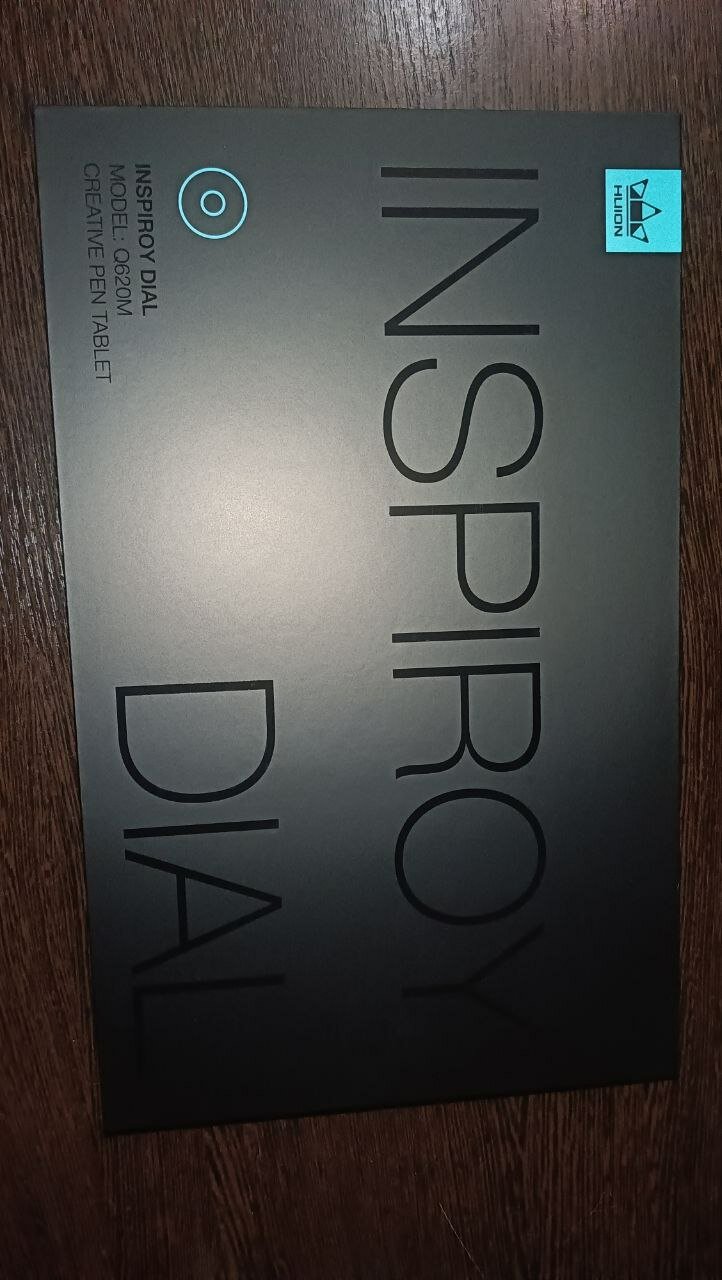 HUION
INSPIROY
DIAL
INSPIROY DIAL
MODEL: Q620M
CREATIVE PEN TABLET